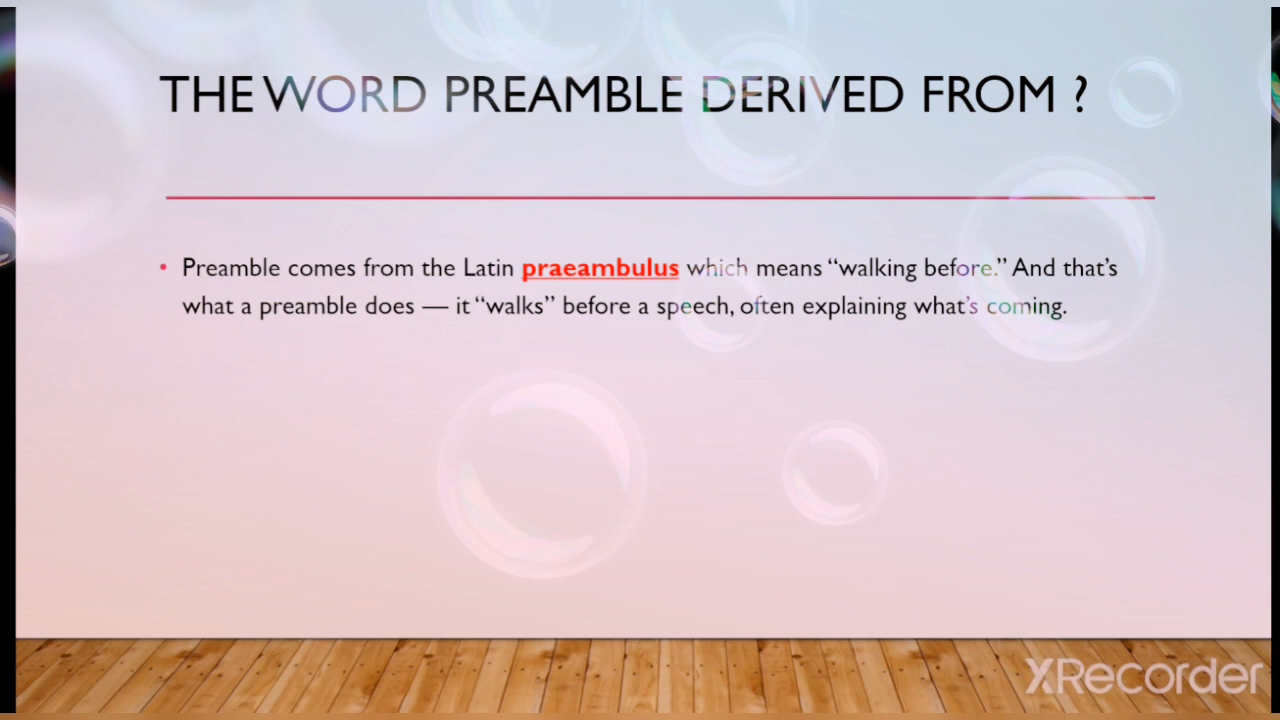 THE WORD PREAMBLE DERIVED FROM ?
• Preamble comes from the Latin praeambulus which means “walking before.” And that’s
what a preamble does — it “walks” before a speech, often explaining what’s coming.
XRecorder